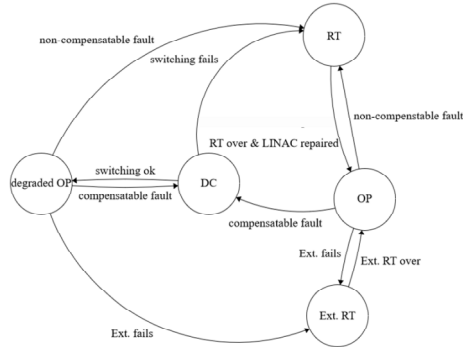 non-compensatable fault
RT
switching fails
non-compenstable fault
RT over & LINAC repaired
switching ok
degraded OP
DC
compensatable fault
OP
compensatable fault
Ext. fails
Ext. RT over
Ext. RT
Ext. fails